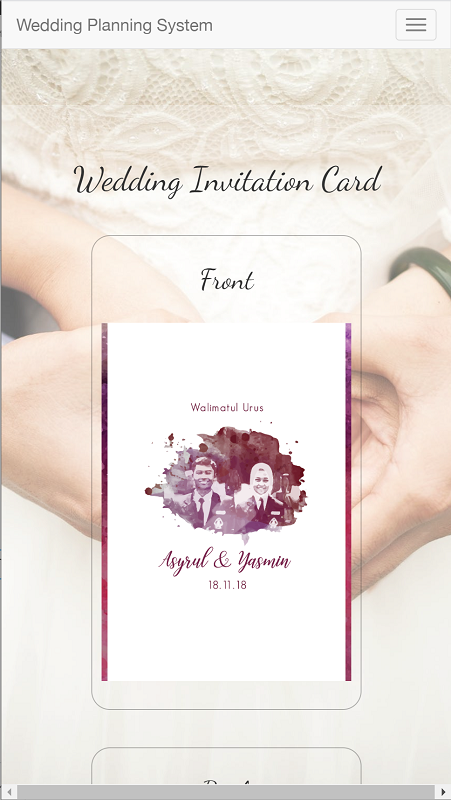 Wedding Planning System
Wedding Invitation Card
Front
Walimatul Urus
Asyrul & Yasmin
18.11.18